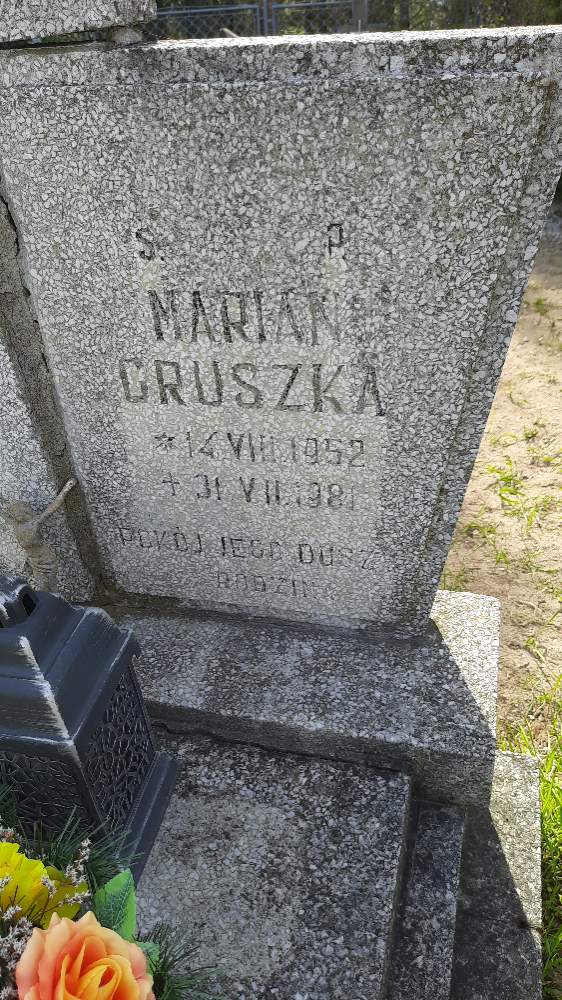 Ś. P.
MARIAN
GRUSZKA
* 14 VIII.1952
+ 31 VII.1981
POKÓJ JEGO DUSZY
RODZINA